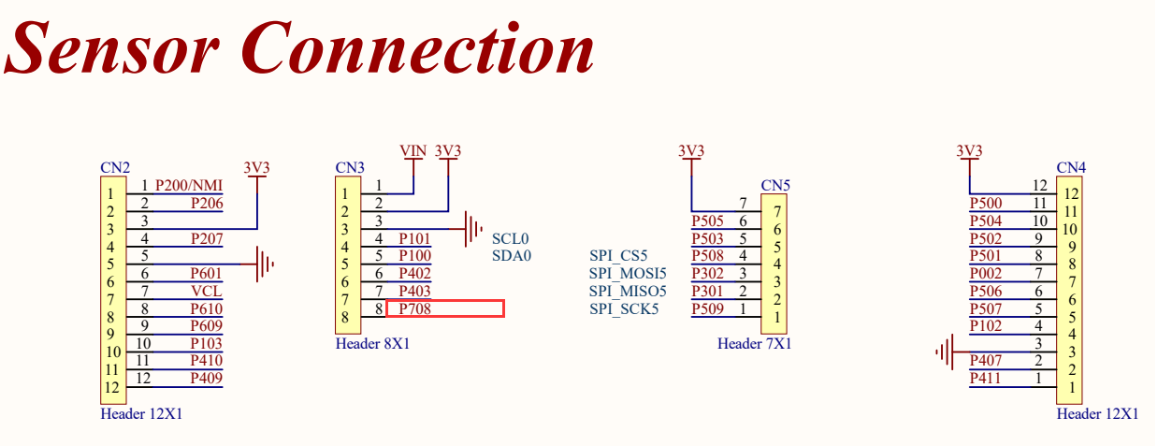 Sensor Connection
CN2
3V3
1 1 P200/NMI
2 2 P206
3 3
4 4 P207
5 5
6 6 P601
7 7 VCL
8 8 P610
9 9 P609
10 10 P103
11 11 P410
12 12 P409
Header 12X1
CN3
VIN 3V3
1 1
2 2
3 3
4 4 P101 SCL0
5 5 P100 SDA0
6 6 P402
7 7 P403
8 8 P708
Header 8X1
3V3
CN5
7 7
P505 6 6
P503 5 5
SPI_CS5 P508 4 4
SPI_MOSI5 P302 3 3
SPI_MISO5 P301 2 2
SPI_SCK5 P509 1 1
Header 7X1
3V3
CN4
12 12
P500 11 11
P504 10 10
P502 9 9
P501 8 8
P002 7 7
P506 6 6
P507 5 5
P102 4 4
3 3
P407 2 2
P411 1 1
Header 12X1